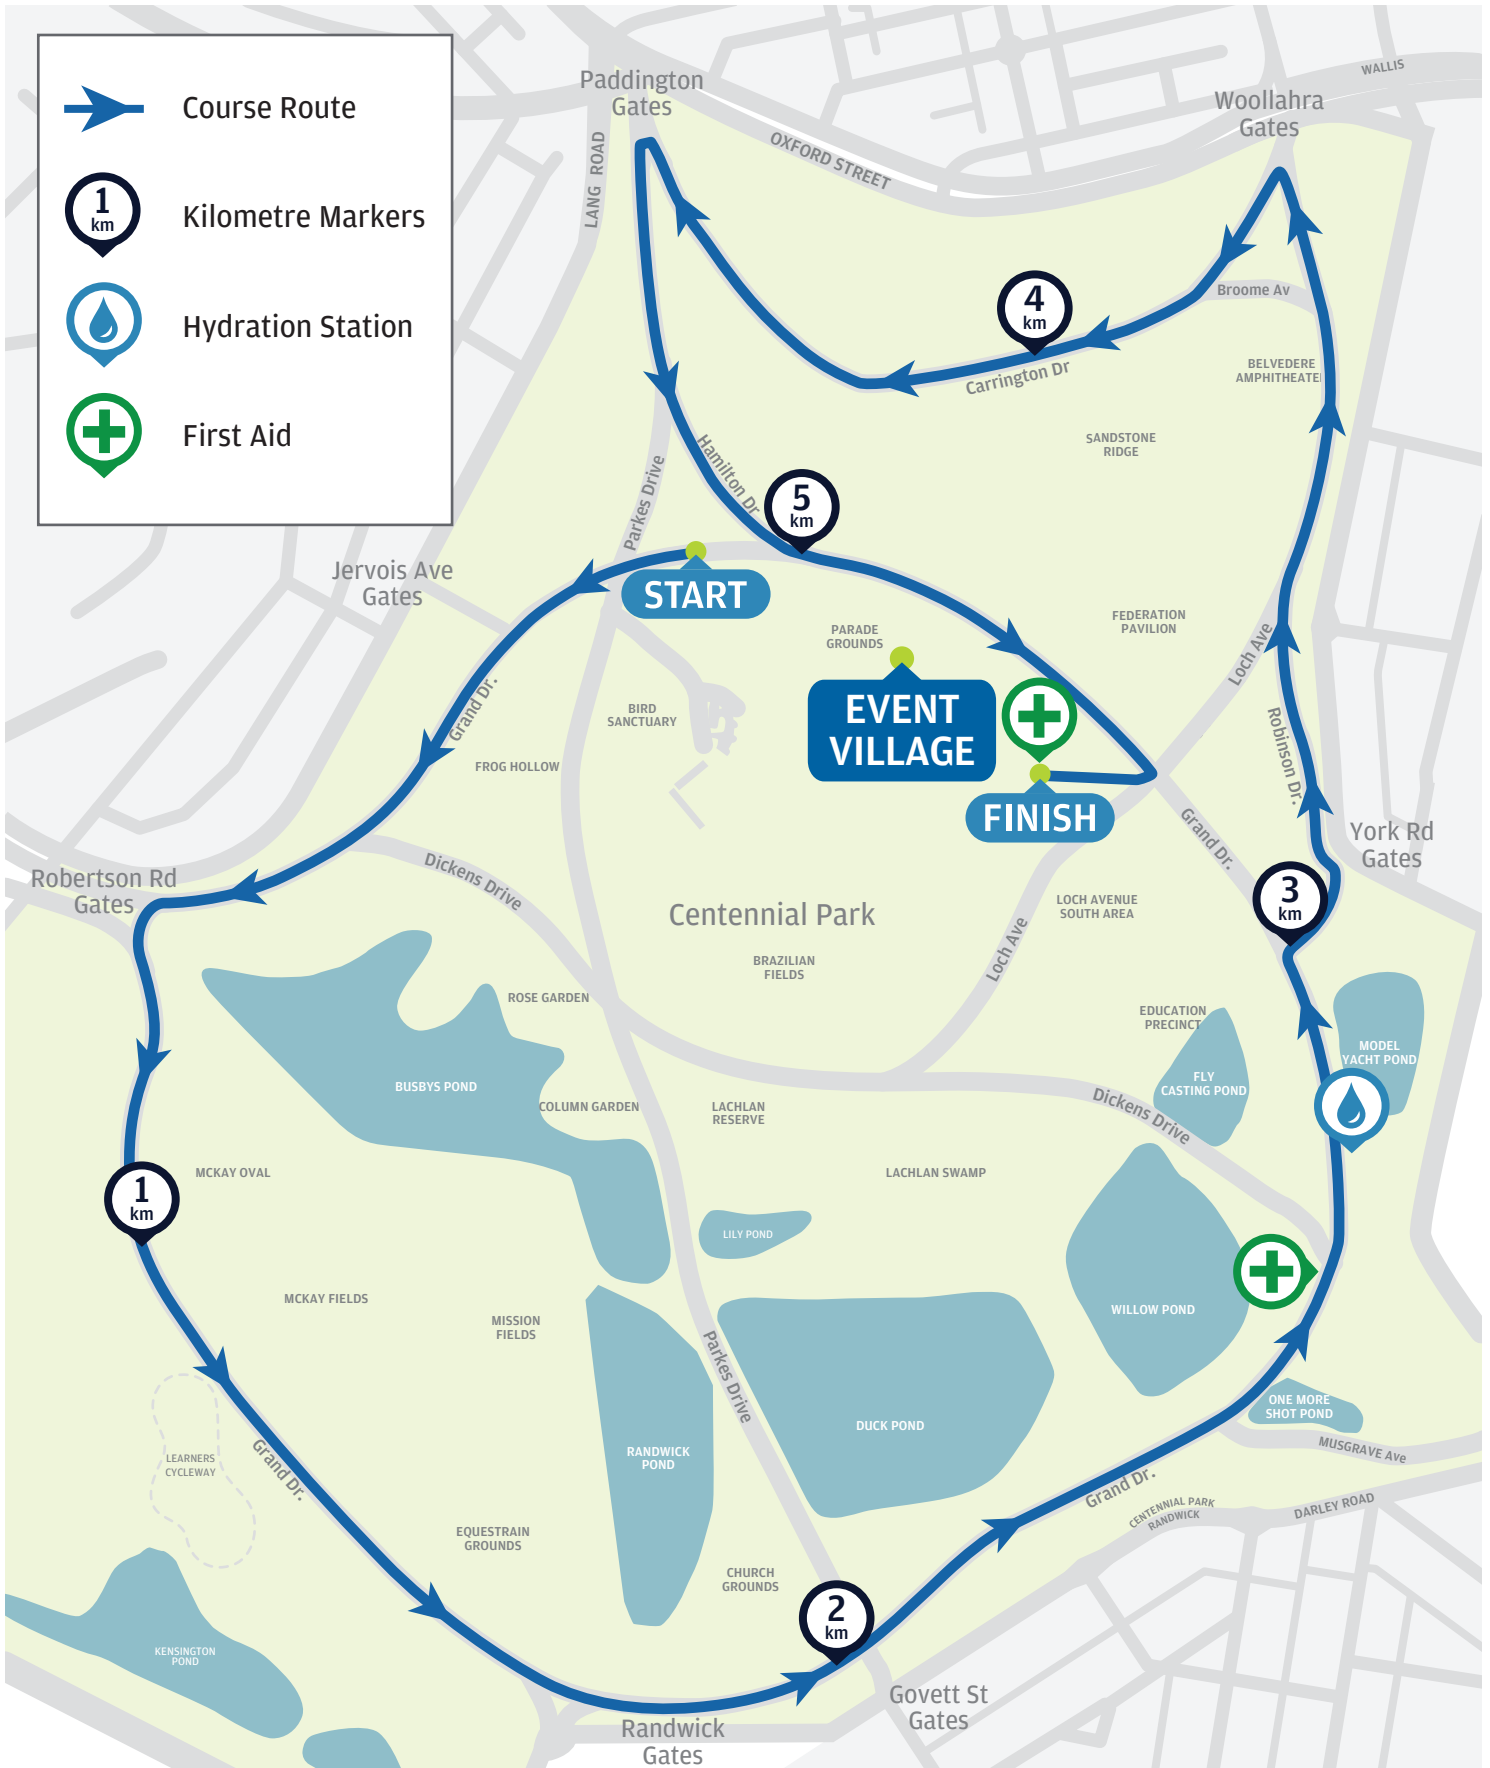 Course Route
1
km
Kilometre Markers
Hydration Station
First Aid
Paddington
Gates
Woollahra
Gates
WALLIS
OXFORD STREET
LANG ROAD
Broome Av
4
km
Carrington Dr
BELVEDERE
AMPHITHEATE
SANDSTONE
RIDGE
Hamilton Dr
Parkes Drive
5
km
Jervois Ave
Gates
START
PARADE
GROUNDS
FEDERATION
PAVILION
Loch Ave
EVENT
VILLAGE
BIRD
SANCTUARY
Grand Dr.
FROG HOLLOW
FINISH
Robinson Dr.
Grand Dr.
York Rd
Gates
Robertson Rd
Gates
Dickens Drive
Centennial Park
LOCH AVENUE
SOUTH AREA
3
km
Loch Ave
BRAZILIAN
FIELDS
ROSE GARDEN
EDUCATION
PRECINCT
MODEL
YACHT POND
BUSBYS POND
FLY
CASTING POND
COLUMN GARDEN
LACHLAN
RESERVE
Dickens Drive
MCKAY OVAL
LACHLAN SWAMP
1
km
LILY POND
MCKAY FIELDS
MISSION
FIELDS
WILLOW POND
Parkes Drive
ONE MORE
SHOT POND
DUCK POND
RANDWICK
POND
MUSGRAVE Ave
LEARNERS
CYCLEWAY
Grand Dr.
Grand Dr.
CENTENNIAL PARK
RANDWICK
DARLEY ROAD
EQUESTRAIN
GROUNDS
CHURCH
GROUNDS
2
km
KENSINGTON
POND
Govett St
Gates
Randwick
Gates